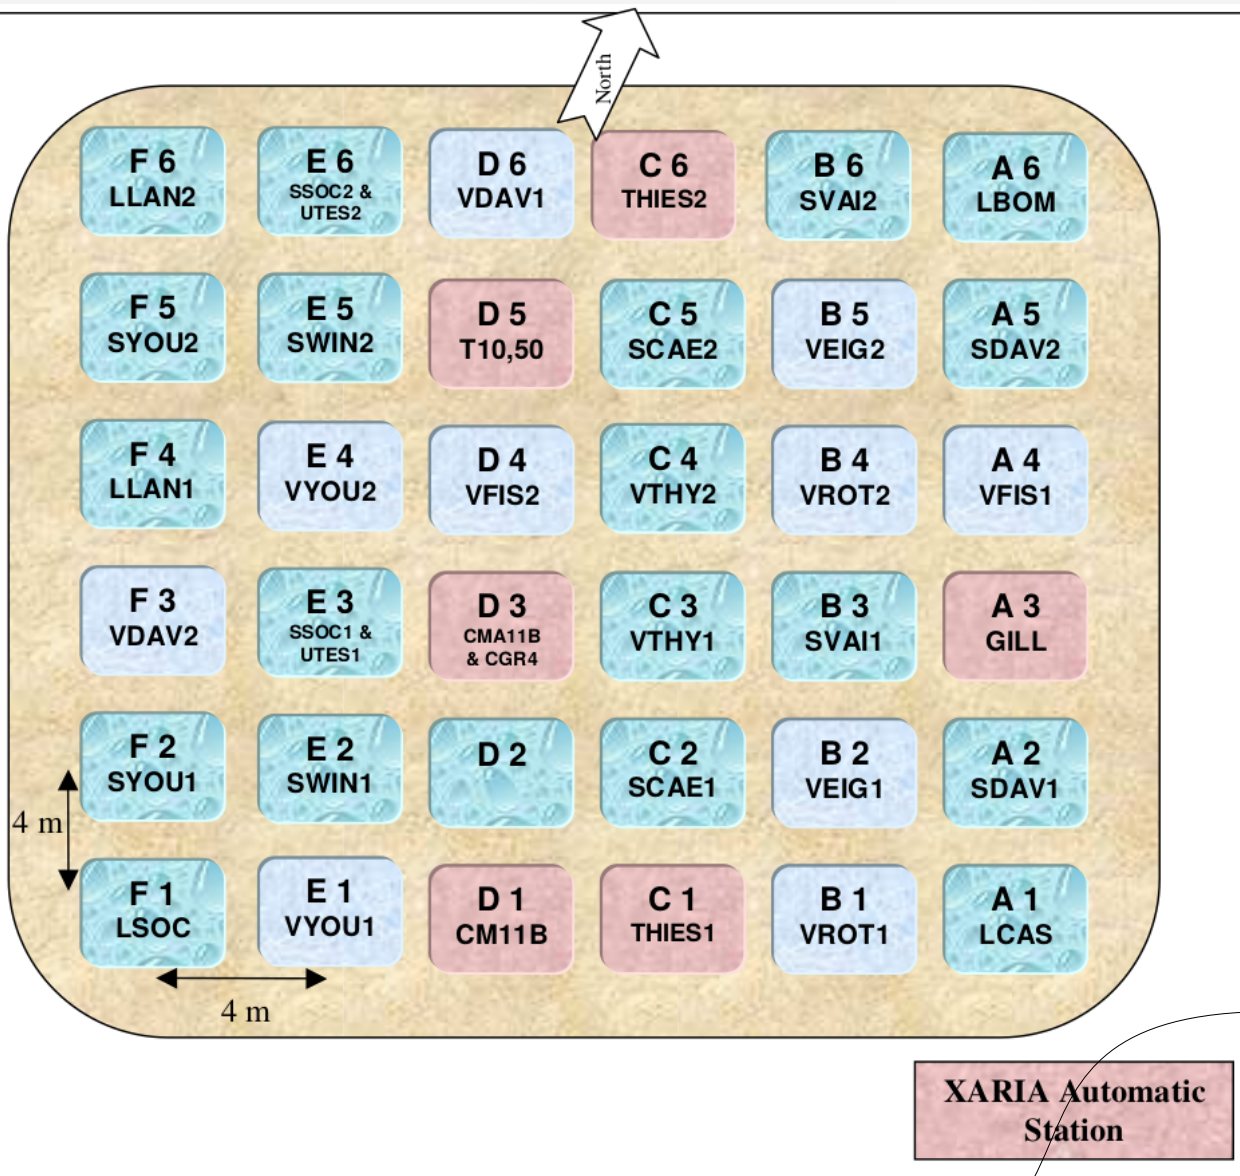 North
F 6
LLAN2
E 6
SSOC2 &
UTES2
D 6
VDAV1
C 6
THIES2
B 6
SVAI2
A 6
LBOM
F 5
SYOU2
E 5
SWIN2
D 5
T10,50
C 5
SCAE2
B 5
VEIG2
A 5
SDAV2
F 4
LLAN1
E 4
VYOU2
D 4
VFIS2
C 4
VTHY2
B 4
VROT2
A 4
VFIS1
F 3
VDAV2
E 3
SSOC1 &
UTES1
D 3
CMA11B
& CGR4
C 3
VTHY1
B 3
SVAI1
A 3
GILL
F 2
SYOU1
E 2
SWIN1
D 2
C 2
SCAE1
B 2
VEIG1
A 2
SDAV1
4 m
F 1
LSOC
E 1
VYOU1
D 1
CM11B
C 1
THIES1
B 1
VROT1
A 1
LCAS
4 m
XARIA Automatic
Station